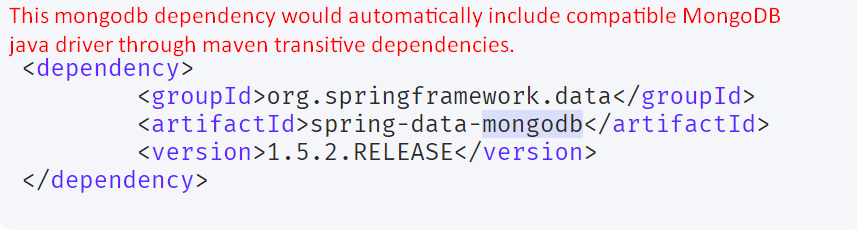 This mongodb dependency would automatically include compatible MongoDB
java driver through maven transitive dependencies.
<dependency>
<groupId>org.springframework.data</groupId>
<artifactId>spring-data-mongodb</artifactId>
<version>1.5.2.RELEASE</version>
</dependency>